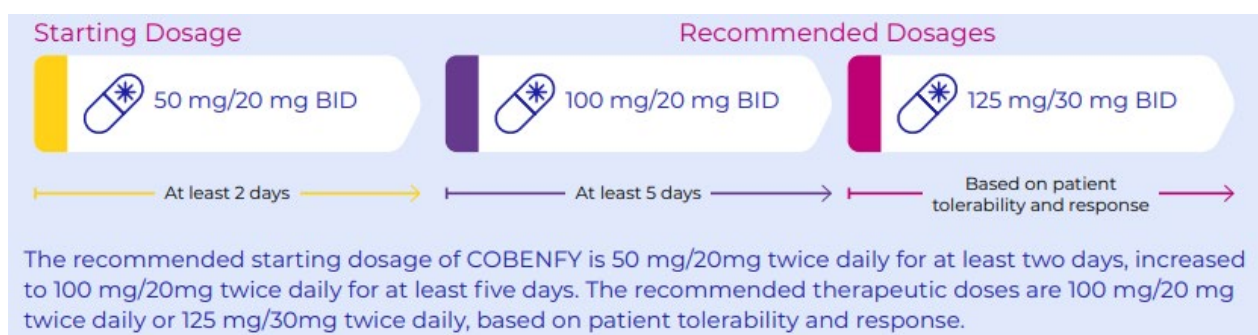 Starting Dosage
Recommended Dosages
50 mg/20 mg BID
100 mg/20 mg BID
125 mg/30 mg BID
At least 2 days
At least 5 days
Based on patient
tolerability and response
The recommended starting dosage of COBENFY is 50 mg/20mg twice daily for at least two days, increased
to 100 mg/20mg twice daily for at least five days. The recommended therapeutic doses are 100 mg/20 mg
twice daily or 125 mg/30mg twice daily, based on patient tolerability and response.